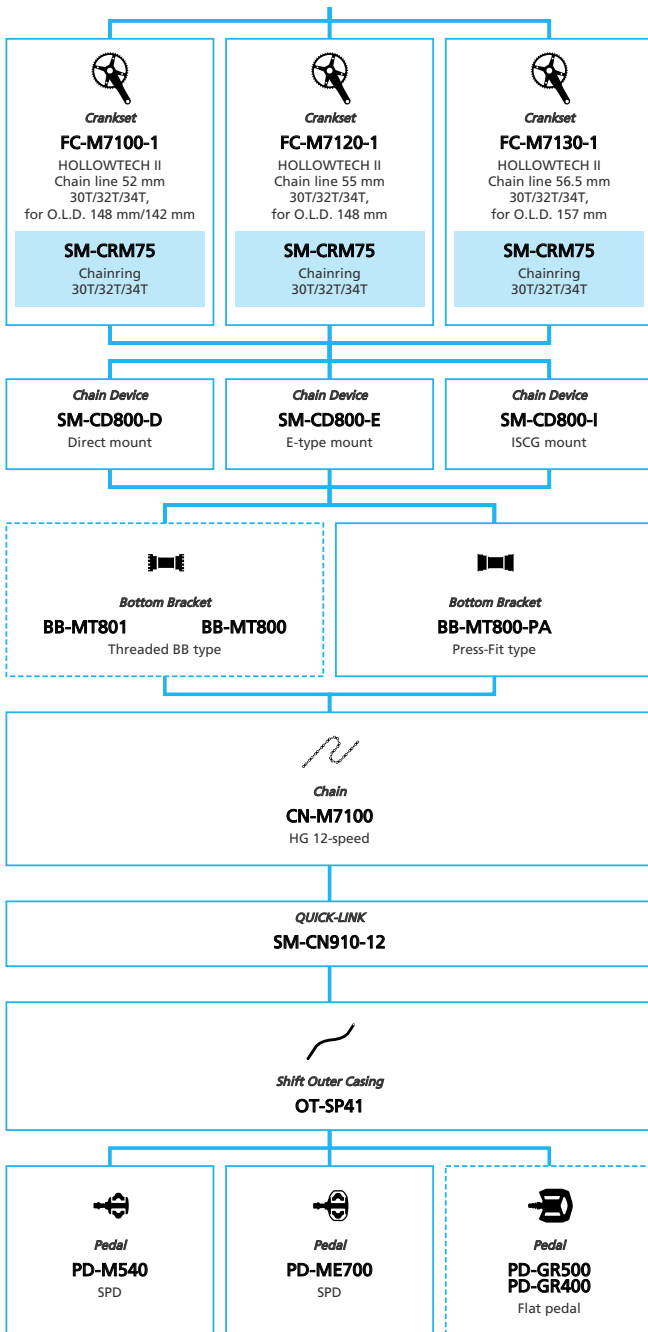 Crankset
FC-M7100-1
HOLLOWTECH II
Chain line 52 mm
30T/32T/34T,
for O.L.D. 148 mm/142 mm
SM-CRM75
Chainring
30T/32T/34T
Crankset
FC-M7120-1
HOLLOWTECH II
Chain line 55 mm
30T/32T/34T,
for O.L.D. 148 mm
SM-CRM75
Chainring
30T/32T/34T
Crankset
FC-M7130-1
HOLLOWTECH II
Chain line 56.5 mm
30T/32T/34T,
for O.L.D. 157 mm
SM-CRM75
Chainring
30T/32T/34T
Chain Device
SM-CD800-D
Direct mount
Chain Device
SM-CD800-E
E-type mount
Chain Device
SM-CD800-I
ISCG mount
Bottom Bracket
BB-MT801 BB-MT800
Threaded BB type
Bottom Bracket
BB-MT800-PA
Press-Fit type
Chain
CN-M7100
HG 12-speed
QUICK-LINK
SM-CN910-12
Shift Outer Casing
OT-SP41
Pedal
PD-M540
SPD
Pedal
PD-ME700
SPD
Pedal
PD-GR500
PD-GR400
Flat pedal